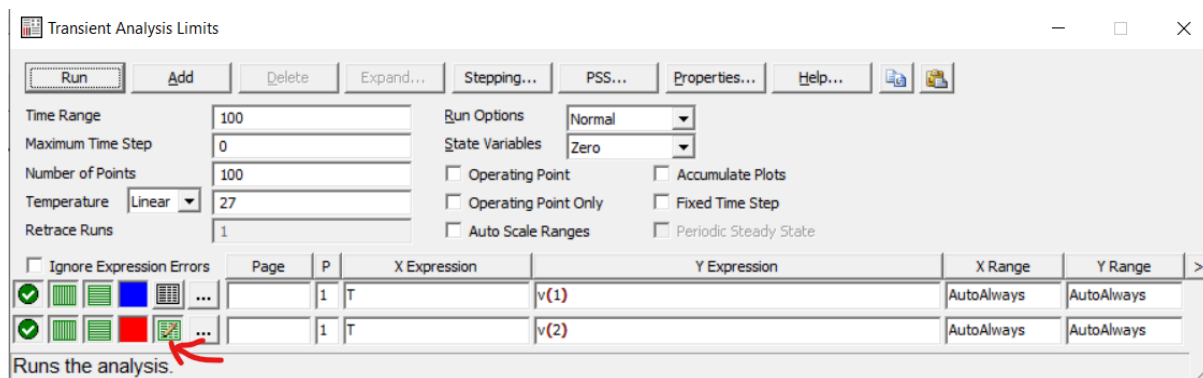 Transient Analysis Limits
Run Add Delete Expand... Stepping... PSS... Properties... Help...
Time Range 100 Run Options Normal
Maximum Time Step 0 State Variables Zero
Number of Points 100 Operating Point Accumulate Plots
Temperature Linear 27 Operating Point Only Fixed Time Step
Retrace Runs 1 Auto Scale Ranges Periodic Steady State
Ignore Expression Errors Page P X Expression Y Expression X Range Y Range >
... 1 T v(1) AutoAlways AutoAlways
... 1 T v(2) AutoAlways AutoAlways
Runs the analysis.